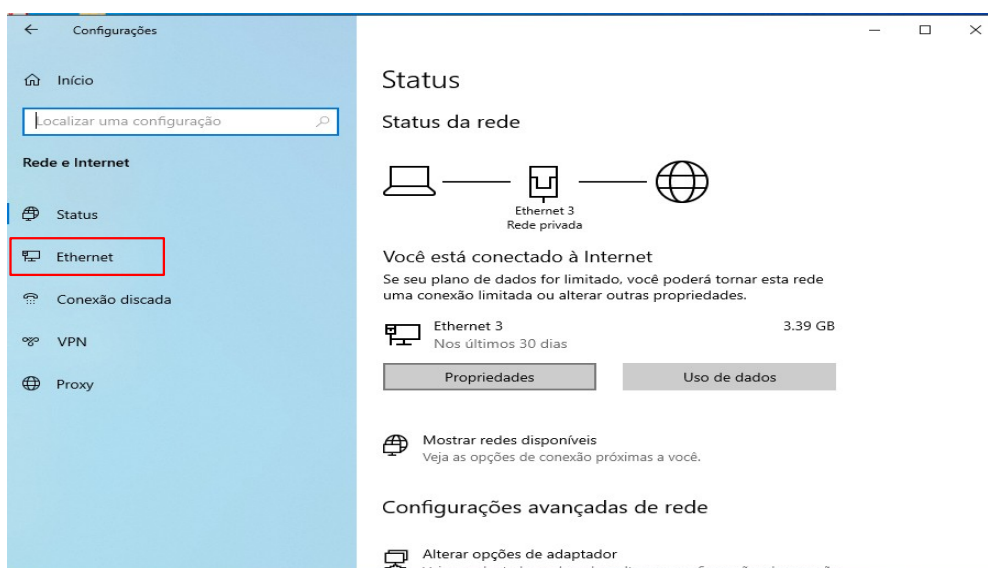 Configurações
Início
Localizar uma configuração
Rede e Internet
Status
Ethernet
Conexão discada
VPN
Proxy
Status
Status da rede
Ethernet 3
Rede privada
Você está conectado à Internet
Se seu plano de dados for limitado, você poderá tornar esta rede
uma conexão limitada ou alterar outras propriedades.
Ethernet 3
3.39 GB
Nos últimos 30 dias
Propriedades
Uso de dados
Mostrar redes disponíveis
Veja as opções de conexão próximas a você.
Configurações avançadas de rede
Alterar opções de adaptador